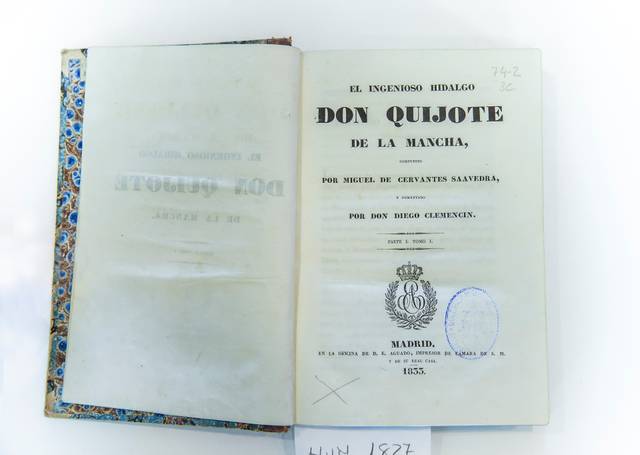 74-2
3C
EL INGENIOSO HIDALGO
DON QUIJOTE
DE LA MANCHA,
COMPUESTO
POR MIGUEL DE CERVANTES SAAVEDRA,
Y COMENTADO
POR DON DIEGO CLEMENCIN.
PARTE I. TOMO I.
MADRID.
EN LA OFICINA DE D. E. AGUADO, IMPRESOR DE CÁMARA DE S. M.
Y DE SU REAL CASA.
1833.
1827